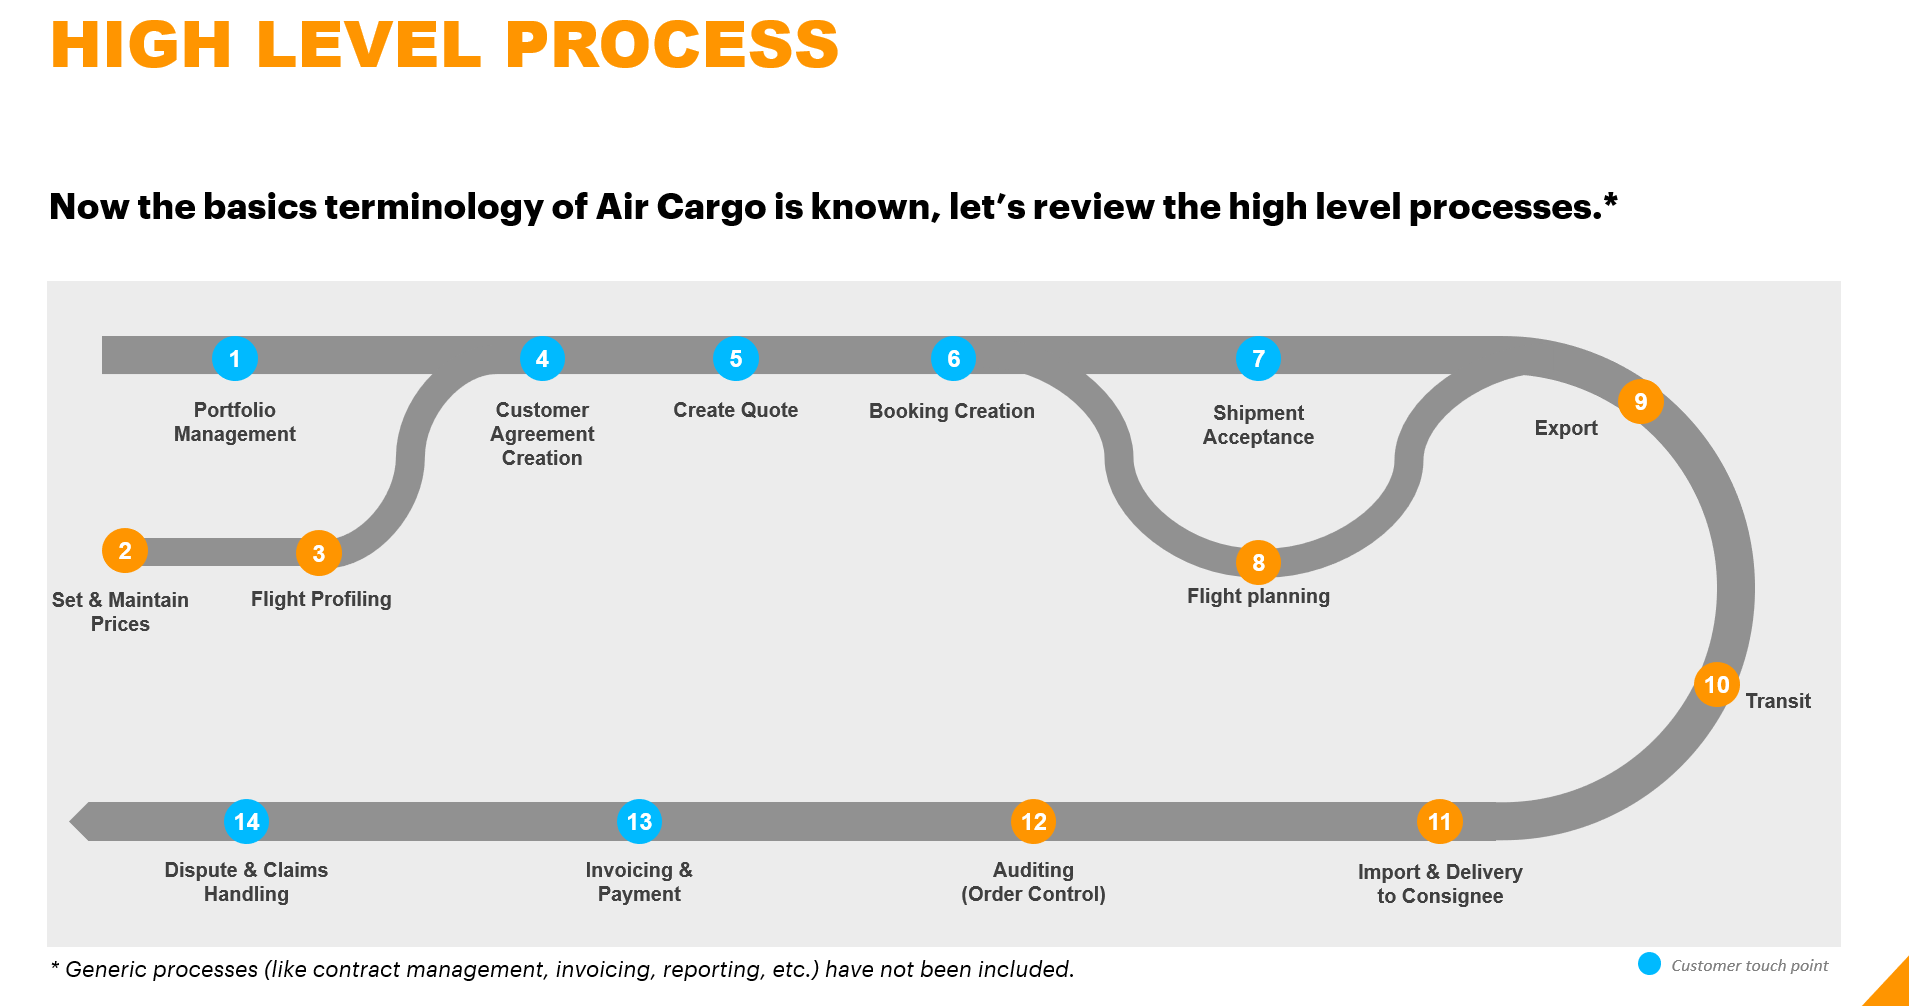 HIGH LEVEL PROCESS
Now the basics terminology of Air Cargo is known, let’s review the high level processes.*
1
Portfolio
Management
2
Set & Maintain
Prices
3
Flight Profiling
4
Customer
Agreement
Creation
5
Create Quote
6
Booking Creation
7
Shipment
Acceptance
8
Flight planning
9
Export
10
Transit
11
Import & Delivery
to Consignee
12
Auditing
(Order Control)
13
Invoicing &
Payment
14
Dispute & Claims
Handling
* Generic processes (like contract management, invoicing, reporting, etc.) have not been included.
Customer touch point